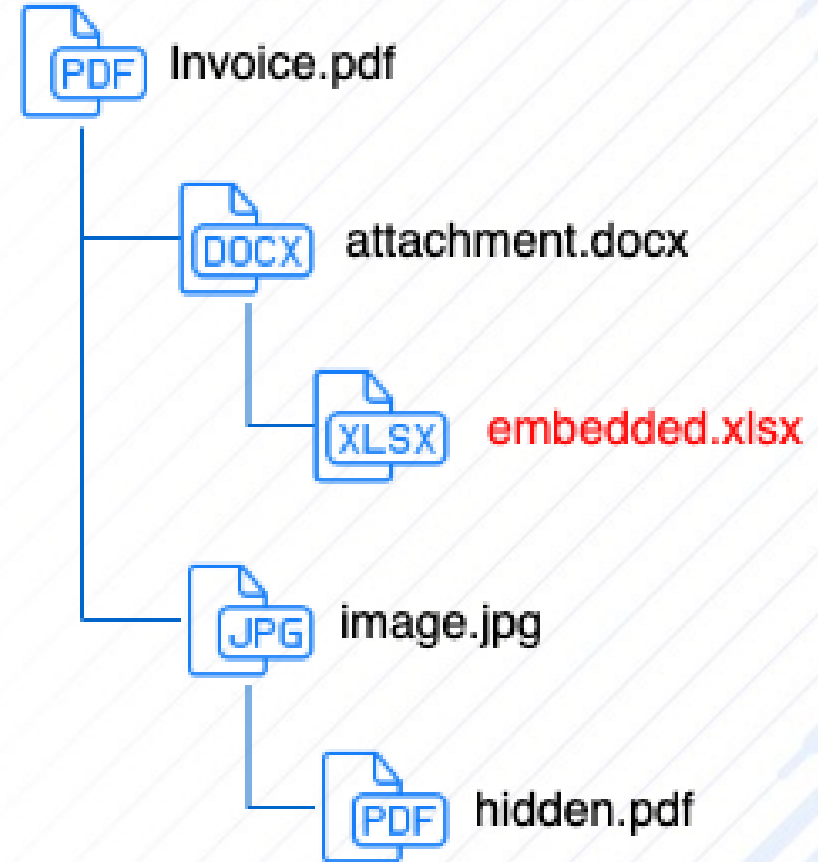 PDF Invoice.pdf
DOCX attachment.docx
XLSX embedded.xlsx
JPG image.jpg
PDF hidden.pdf